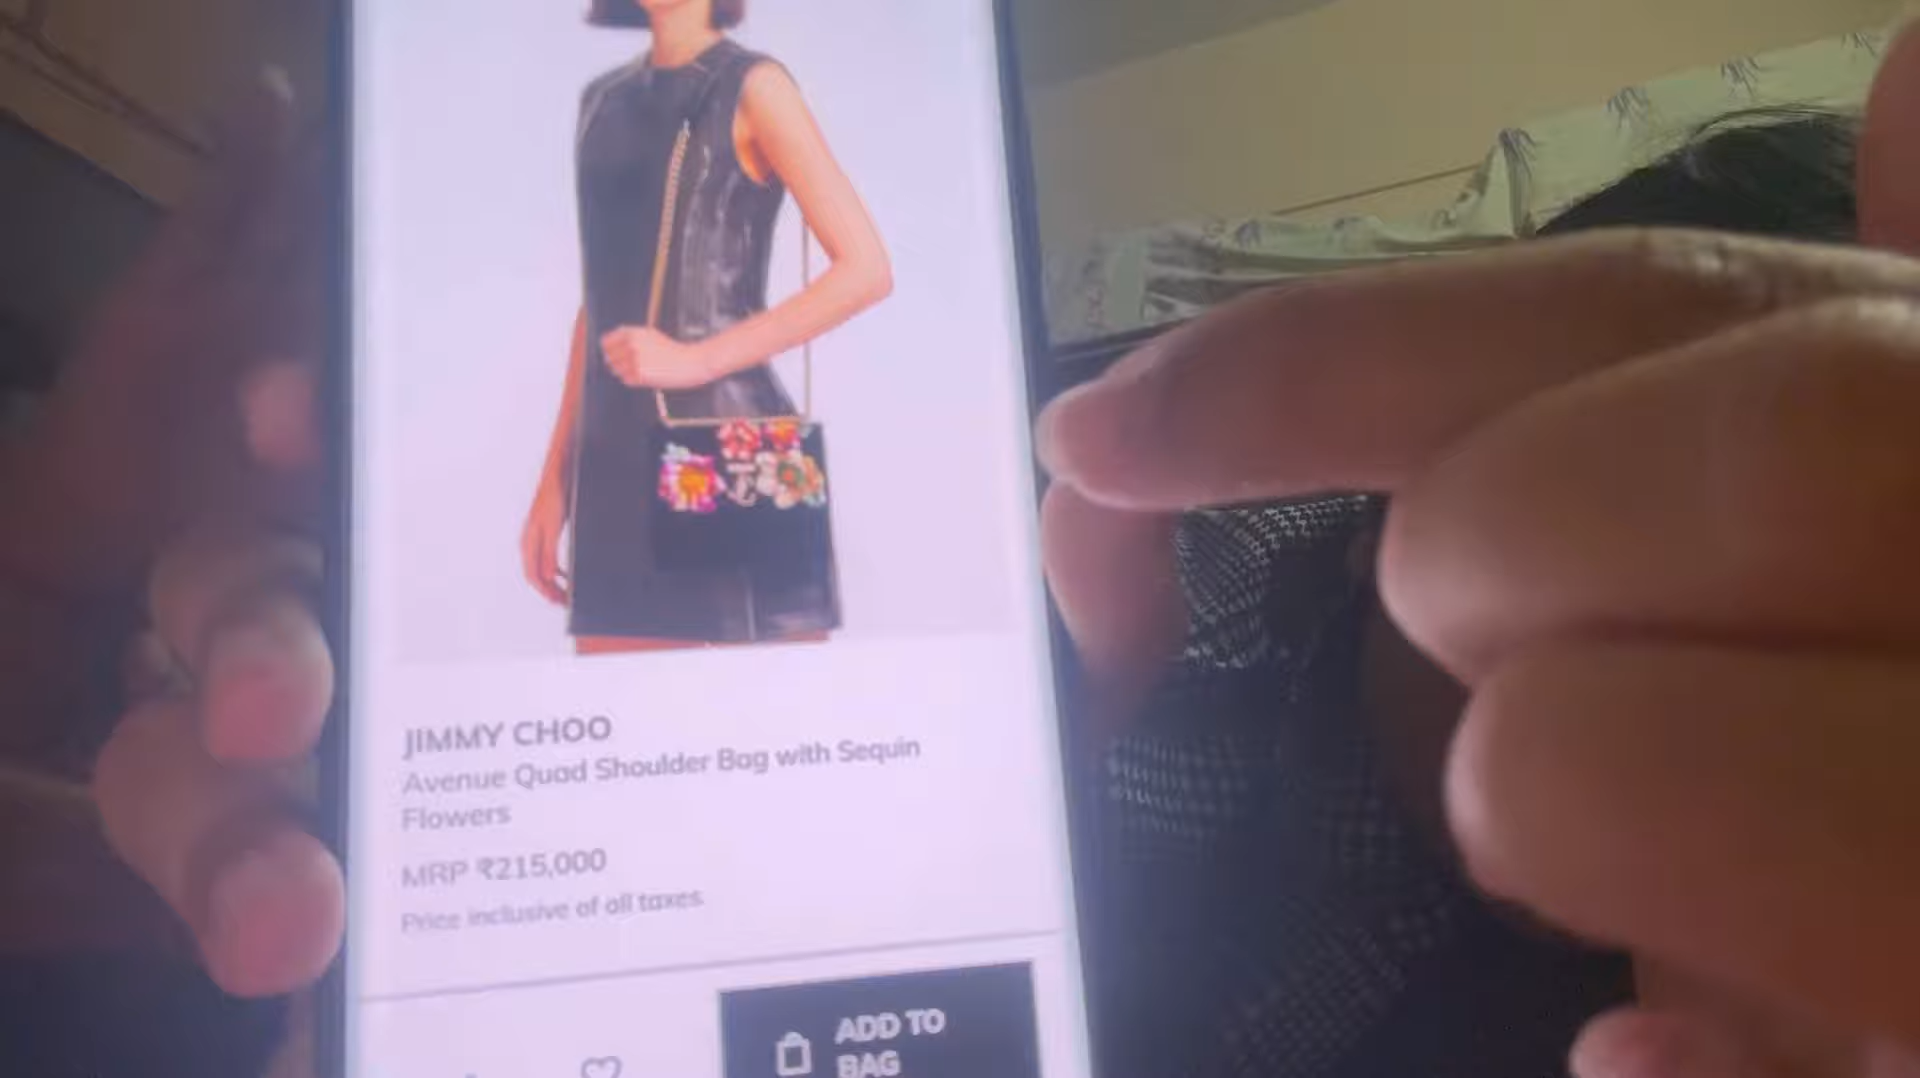 JIMMY CHOO
Avenue Quad Shoulder Bag with Sequin
Flowers
MRP ₹215,000
Price inclusive of all taxes
ADD TO
BAG